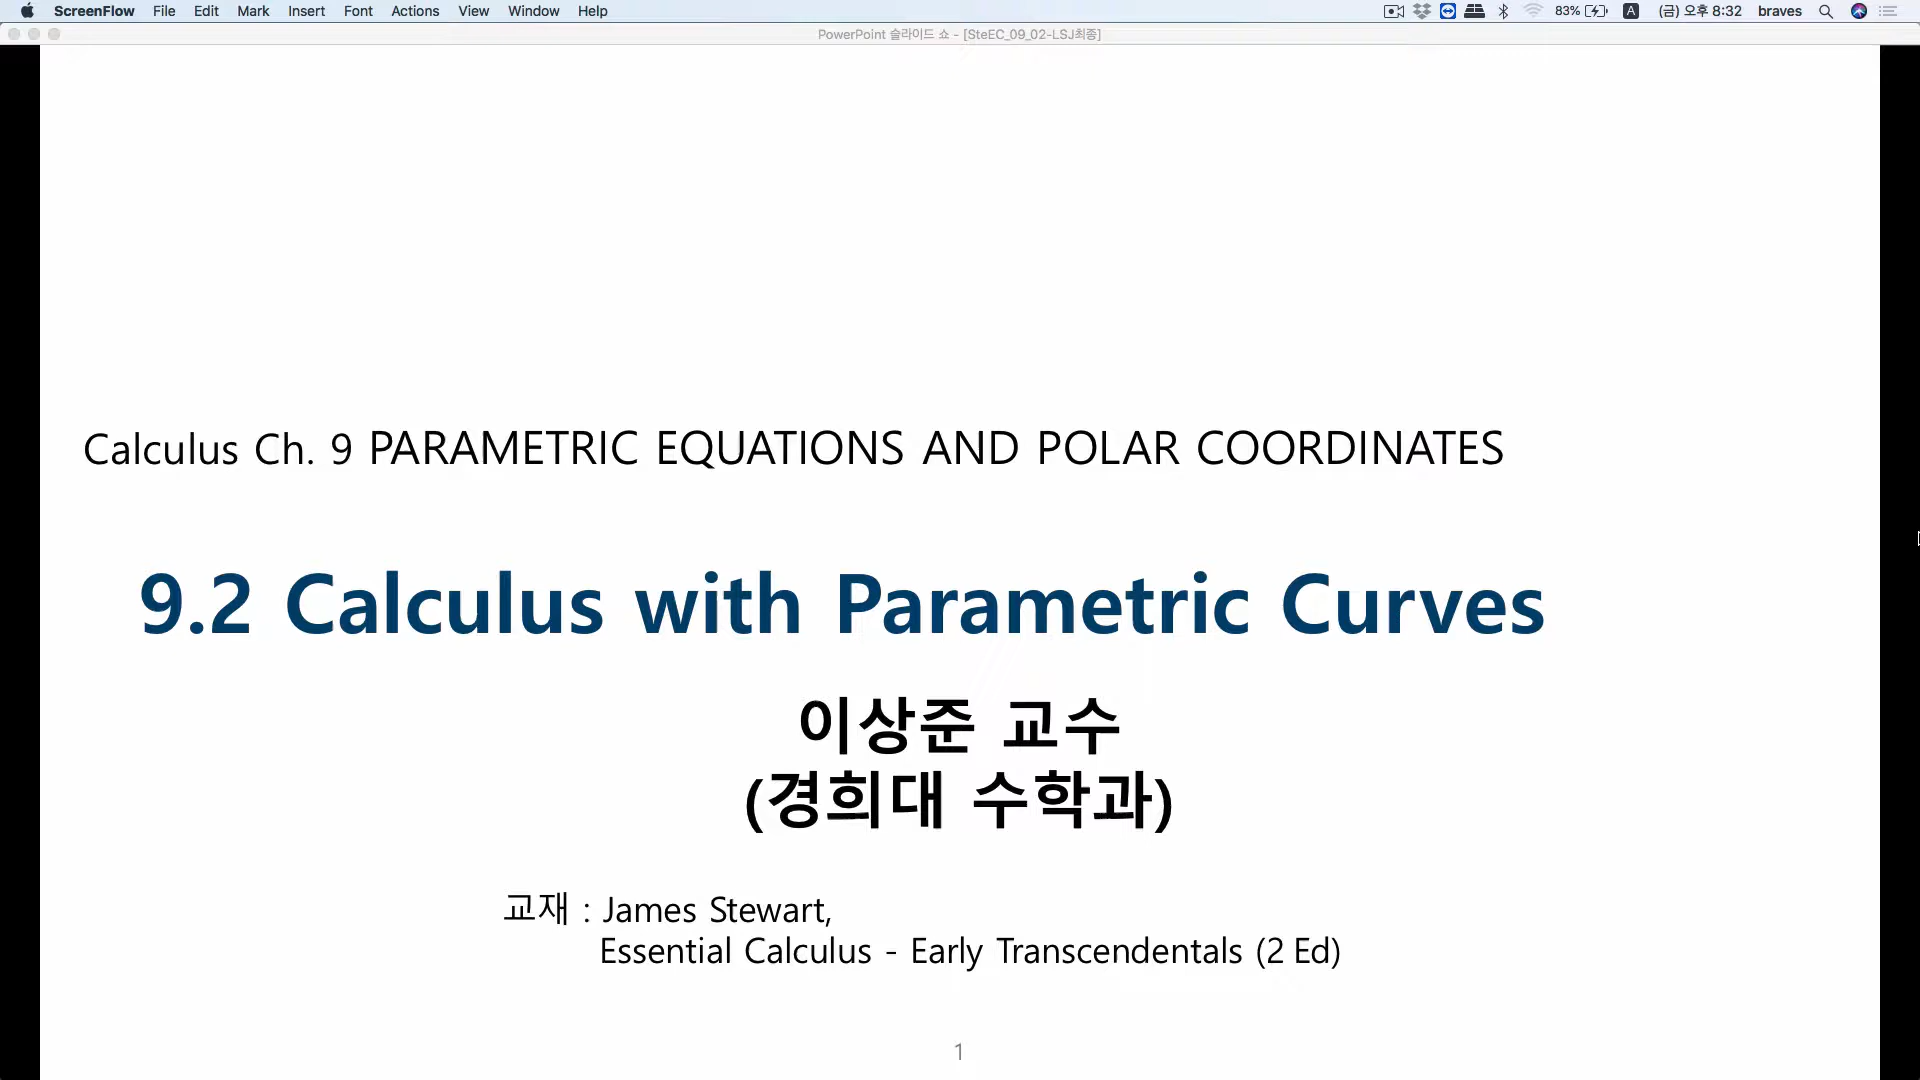 ScreenFlow File Edit Mark Insert Font Actions View Window Help 83% A (금) 오후 8:32 braves
PowerPoint 슬라이드 쇼 - [SteEC_09_02-LSJ최종]
Calculus Ch. 9 PARAMETRIC EQUATIONS AND POLAR COORDINATES
9.2 Calculus with Parametric Curves
이상준 교수
(경희대 수학과)
교재 : James Stewart,
Essential Calculus - Early Transcendentals (2 Ed)
1